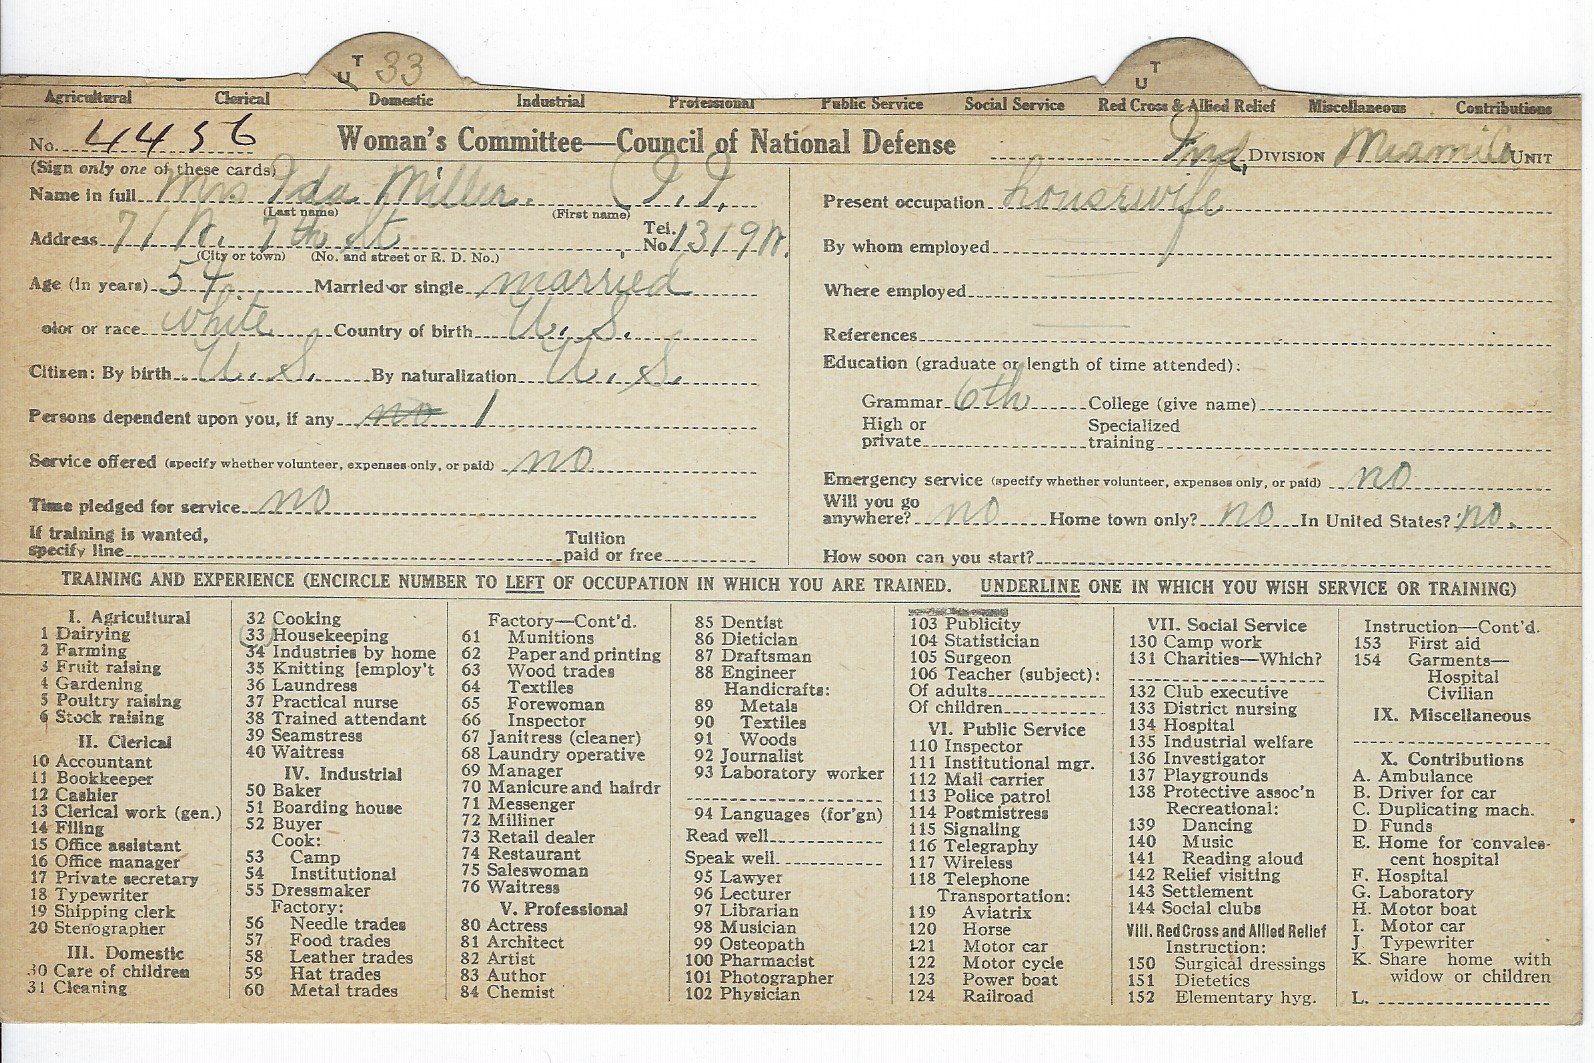 UT 33
UT
Agricultural Clerical Domestic Industrial Professional Public Service Social Service Red Cross & Allied Relief Miscellaneous Contributions
No. 4456 Woman's Committee—Council of National Defense Ind. DIVISION Miami Co UNIT
(Sign only one of these cards)
Name in full Mrs Ida Miller. (I. I.
(Last name) (First name)
Address 71 N. 7th St Tel. No 1319 W.
(City or town) (No. and street or R. D. No.)
Age (in years) 54. Married or single married
olor or race white Country of birth U. S.
Citizen: By birth U. S. By naturalization U. S.
Persons dependent upon you, if any no 1
Service offered (specify whether volunteer, expenses only, or paid) no
Time pledged for service no
If training is wanted,
specify line Tuition paid or free
Present occupation housewife
By whom employed
Where employed
References
Education (graduate or length of time attended):
Grammar 6th College (give name)
High or private Specialized training
Emergency service (specify whether volunteer, expenses only, or paid) no
Will you go anywhere? no Home town only? no In United States? no.
How soon can you start?
TRAINING AND EXPERIENCE (ENCIRCLE NUMBER TO LEFT OF OCCUPATION IN WHICH YOU ARE TRAINED. UNDERLINE ONE IN WHICH YOU WISH SERVICE OR TRAINING)
I. Agricultural
1 Dairying
2 Farming
3 Fruit raising
4 Gardening
5 Poultry raising
6 Stock raising
II. Clerical
10 Accountant
11 Bookkeeper
12 Cashier
13 Clerical work (gen.)
14 Filing
15 Office assistant
16 Office manager
17 Private secretary
18 Typewriter
19 Shipping clerk
20 Stenographer
III. Domestic
30 Care of children
31 Cleaning
32 Cooking
33 Housekeeping
34 Industries by home
35 Knitting [employ't
36 Laundress
37 Practical nurse
38 Trained attendant
39 Seamstress
40 Waitress
IV. Industrial
50 Baker
51 Boarding house
52 Buyer
Cook:
53 Camp
54 Institutional
55 Dressmaker
Factory:
56 Needle trades
57 Food trades
58 Leather trades
59 Hat trades
60 Metal trades
Factory—Cont'd.
61 Munitions
62 Paper and printing
63 Wood trades
64 Textiles
65 Forewoman
66 Inspector
67 Janitress (cleaner)
68 Laundry operative
69 Manager
70 Manicure and hairdr
71 Messenger
72 Milliner
73 Retail dealer
74 Restaurant
75 Saleswoman
76 Waitress
V. Professional
80 Actress
81 Architect
82 Artist
83 Author
84 Chemist
85 Dentist
86 Dietician
87 Draftsman
88 Engineer
Handicrafts:
89 Metals
90 Textiles
91 Woods
92 Journalist
93 Laboratory worker
94 Languages (for'gn)
Read well
Speak well
95 Lawyer
96 Lecturer
97 Librarian
98 Musician
99 Osteopath
100 Pharmacist
101 Photographer
102 Physician
103 Publicity
104 Statistician
105 Surgeon
106 Teacher (subject):
Of adults
Of children
VI. Public Service
110 Inspector
111 Institutional mgr.
112 Mail carrier
113 Police patrol
114 Postmistress
115 Signaling
116 Telegraphy
117 Wireless
118 Telephone
Transportation:
119 Aviatrix
120 Horse
121 Motor car
122 Motor cycle
123 Power boat
124 Railroad
VII. Social Service
130 Camp work
131 Charities—Which?
132 Club executive
133 District nursing
134 Hospital
135 Industrial welfare
136 Investigator
137 Playgrounds
138 Protective assoc'n
Recreational:
139 Dancing
140 Music
141 Reading aloud
142 Relief visiting
143 Settlement
144 Social clubs
VIII. Red Cross and Allied Relief
Instruction:
150 Surgical dressings
151 Dietetics
152 Elementary hyg.
Instruction—Cont'd.
153 First aid
154 Garments—
Hospital
Civilian
IX. Miscellaneous
X. Contributions
A. Ambulance
B. Driver for car
C. Duplicating mach.
D Funds
E. Home for convales-
cent hospital
F. Hospital
G. Laboratory
H. Motor boat
I. Motor car
J. Typewriter
K. Share home with
widow or children
L.